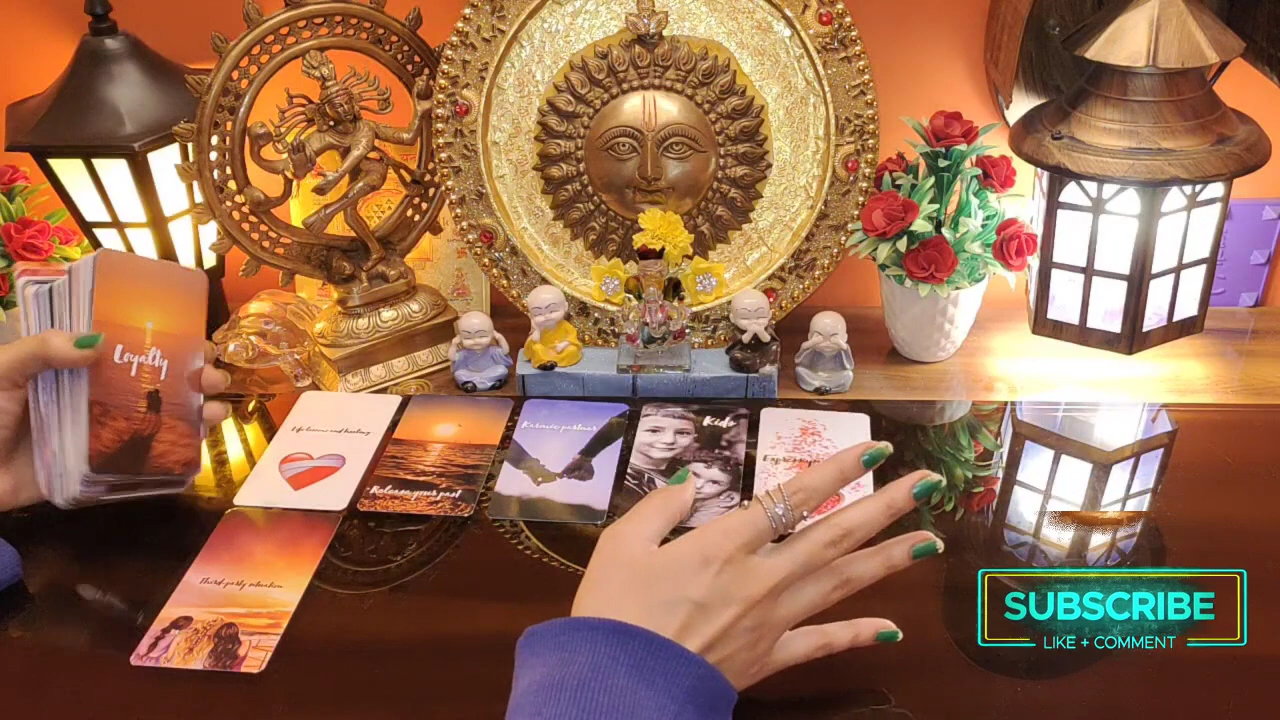 Loyalty
Life lessons and healing
Release your past
Karmic partner
Kids
Third-party situation
SUBSCRIBE
LIKE + COMMENT